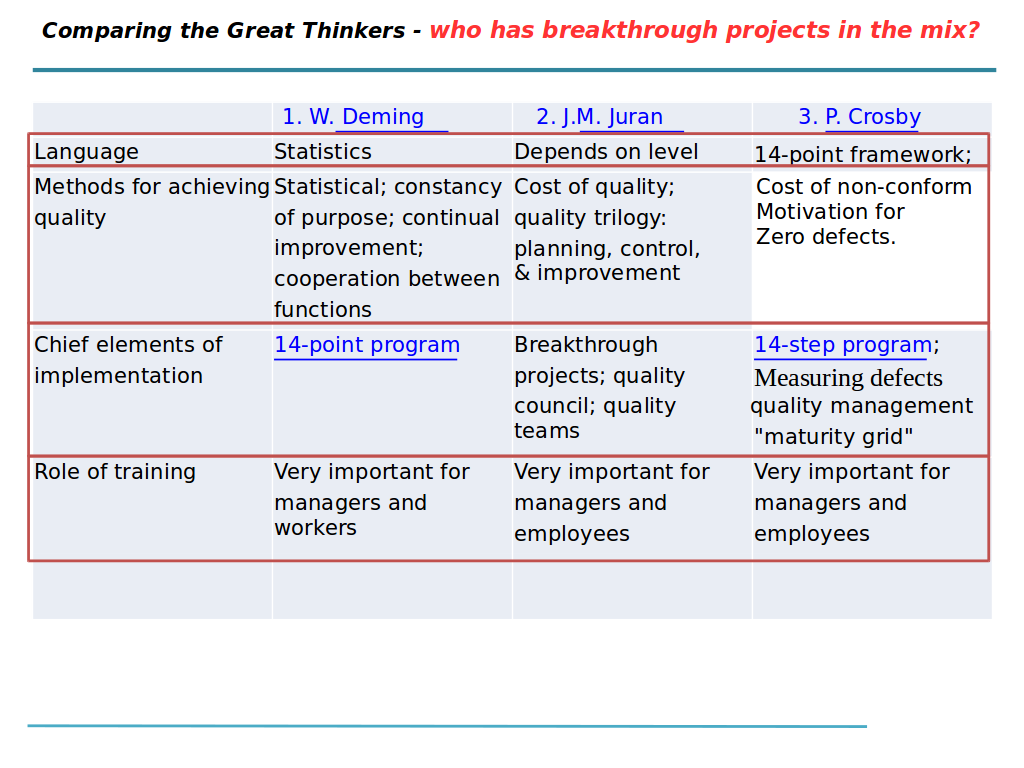 Comparing the Great Thinkers - who has breakthrough projects in the mix?
1. W. Deming
2. J.M. Juran
3. P. Crosby
Language
Statistics
Depends on level
14-point framework;
Methods for achieving
quality
Statistical; constancy
of purpose; continual
improvement;
cooperation between
functions
Cost of quality;
quality trilogy:
planning, control,
& improvement
Cost of non-conform
Motivation for
Zero defects.
Chief elements of
implementation
14-point program
Breakthrough
projects; quality
council; quality
teams
14-step program;
Measuring defects
quality management
"maturity grid"
Role of training
Very important for
managers and
workers
Very important for
managers and
employees
Very important for
managers and
employees